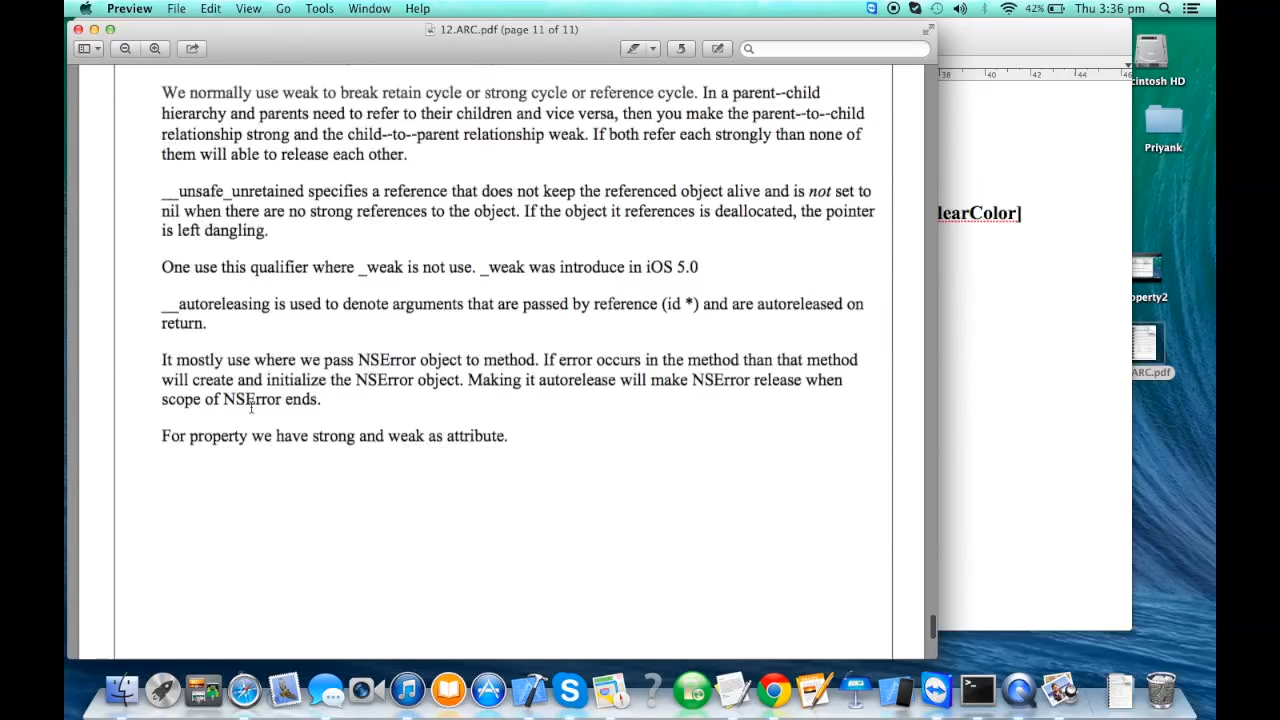 Preview File Edit View Go Tools Window Help
42% Thu 3:36 pm
12.ARC.pdf (page 11 of 11)
38 40 42 44 46
We normally use weak to break retain cycle or strong cycle or reference cycle. In a parent--child
hierarchy and parents need to refer to their children and vice versa, then you make the parent--to--child
relationship strong and the child--to--parent relationship weak. If both refer each strongly than none of
them will able to release each other.
__unsafe_unretained specifies a reference that does not keep the referenced object alive and is not set to
nil when there are no strong references to the object. If the object it references is deallocated, the pointer
is left dangling.
One use this qualifier where _weak is not use. _weak was introduce in iOS 5.0
__autoreleasing is used to denote arguments that are passed by reference (id *) and are autoreleased on
return.
It mostly use where we pass NSError object to method. If error occurs in the method than that method
will create and initialize the NSError object. Making it autorelease will make NSError release when
scope of NSError ends.
For property we have strong and weak as attribute.
learColor]
cintosh HD
Priyank
operty2
ARC.pdf